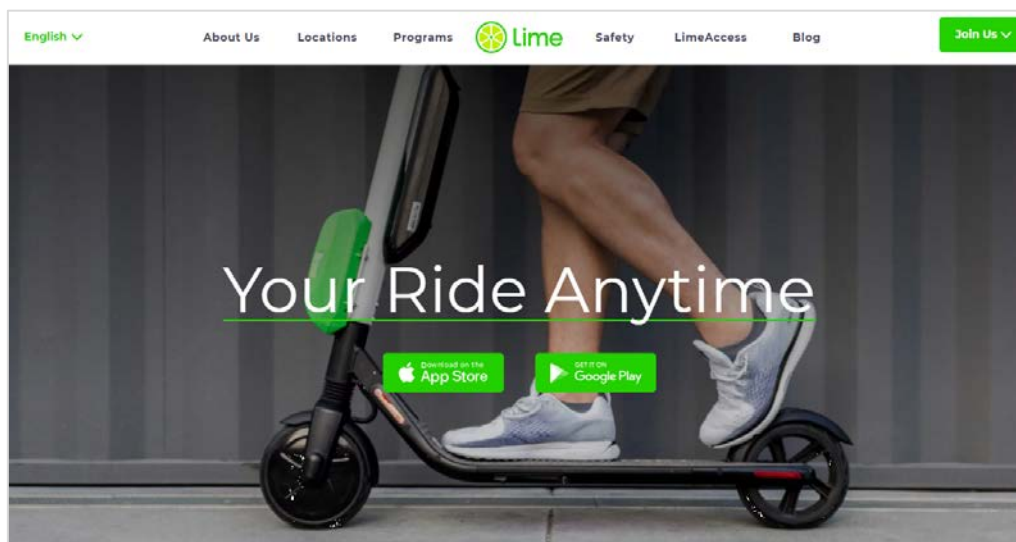 English
About Us
Locations
Programs
Lime
Safety
LimeAccess
Blog
Join Us
Your Ride Anytime
Download on the
App Store
GET IT ON
Google Play